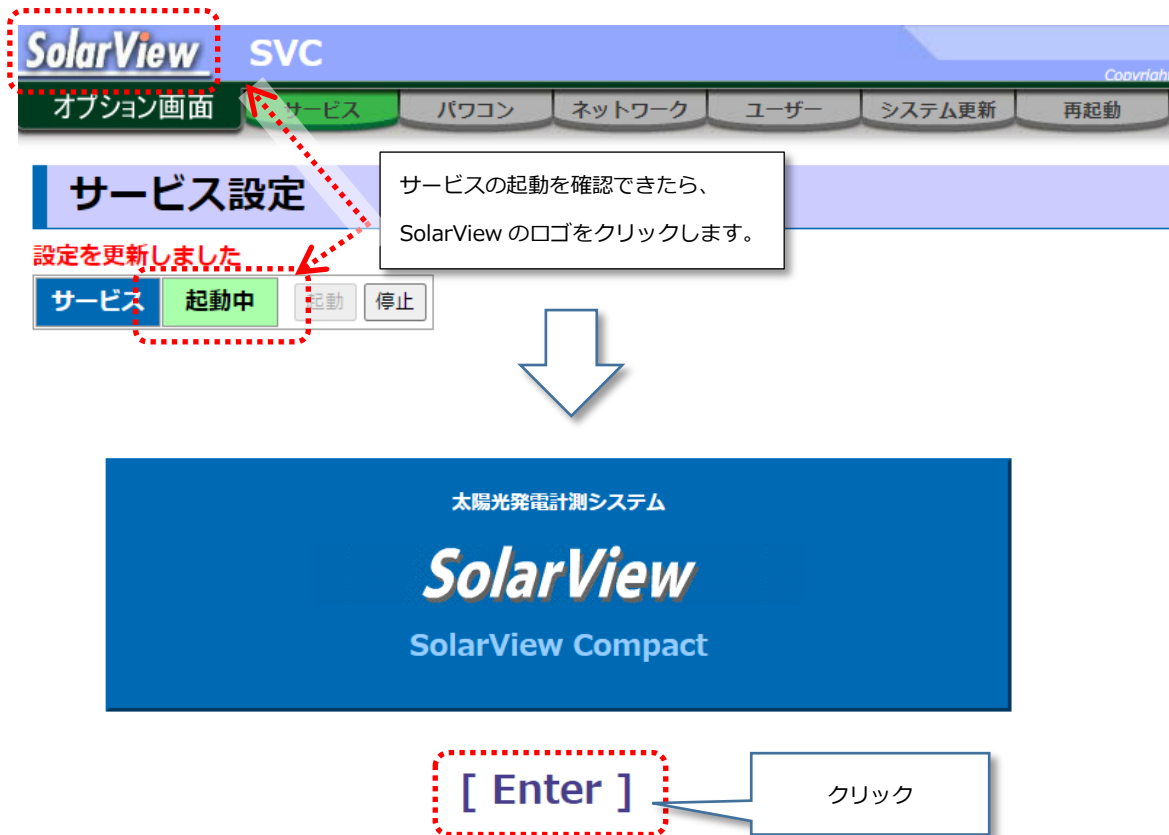 SolarView SVC
Copyright
オプション画面 サービス パワコン ネットワーク ユーザー システム更新 再起動
サービス設定
サービスの起動を確認できたら、
SolarView のロゴをクリックします。
設定を更新しました
サービス 起動中 起動 停止
太陽光発電計測システム
SolarView
SolarView Compact
[ Enter ]
クリック